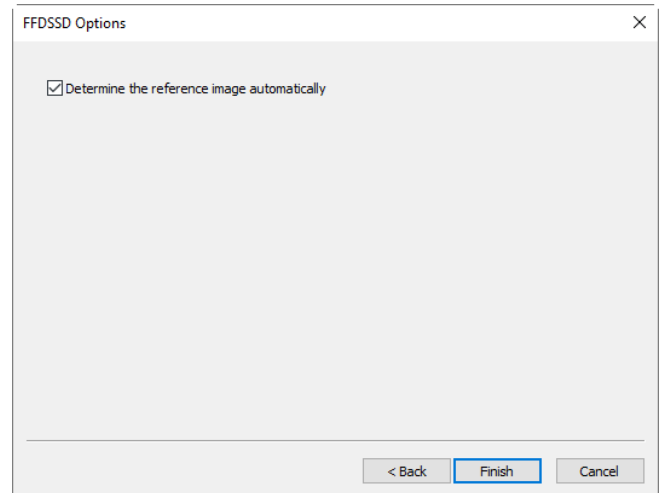 FFDSSD Options
Determine the reference image automatically
< Back Finish Cancel